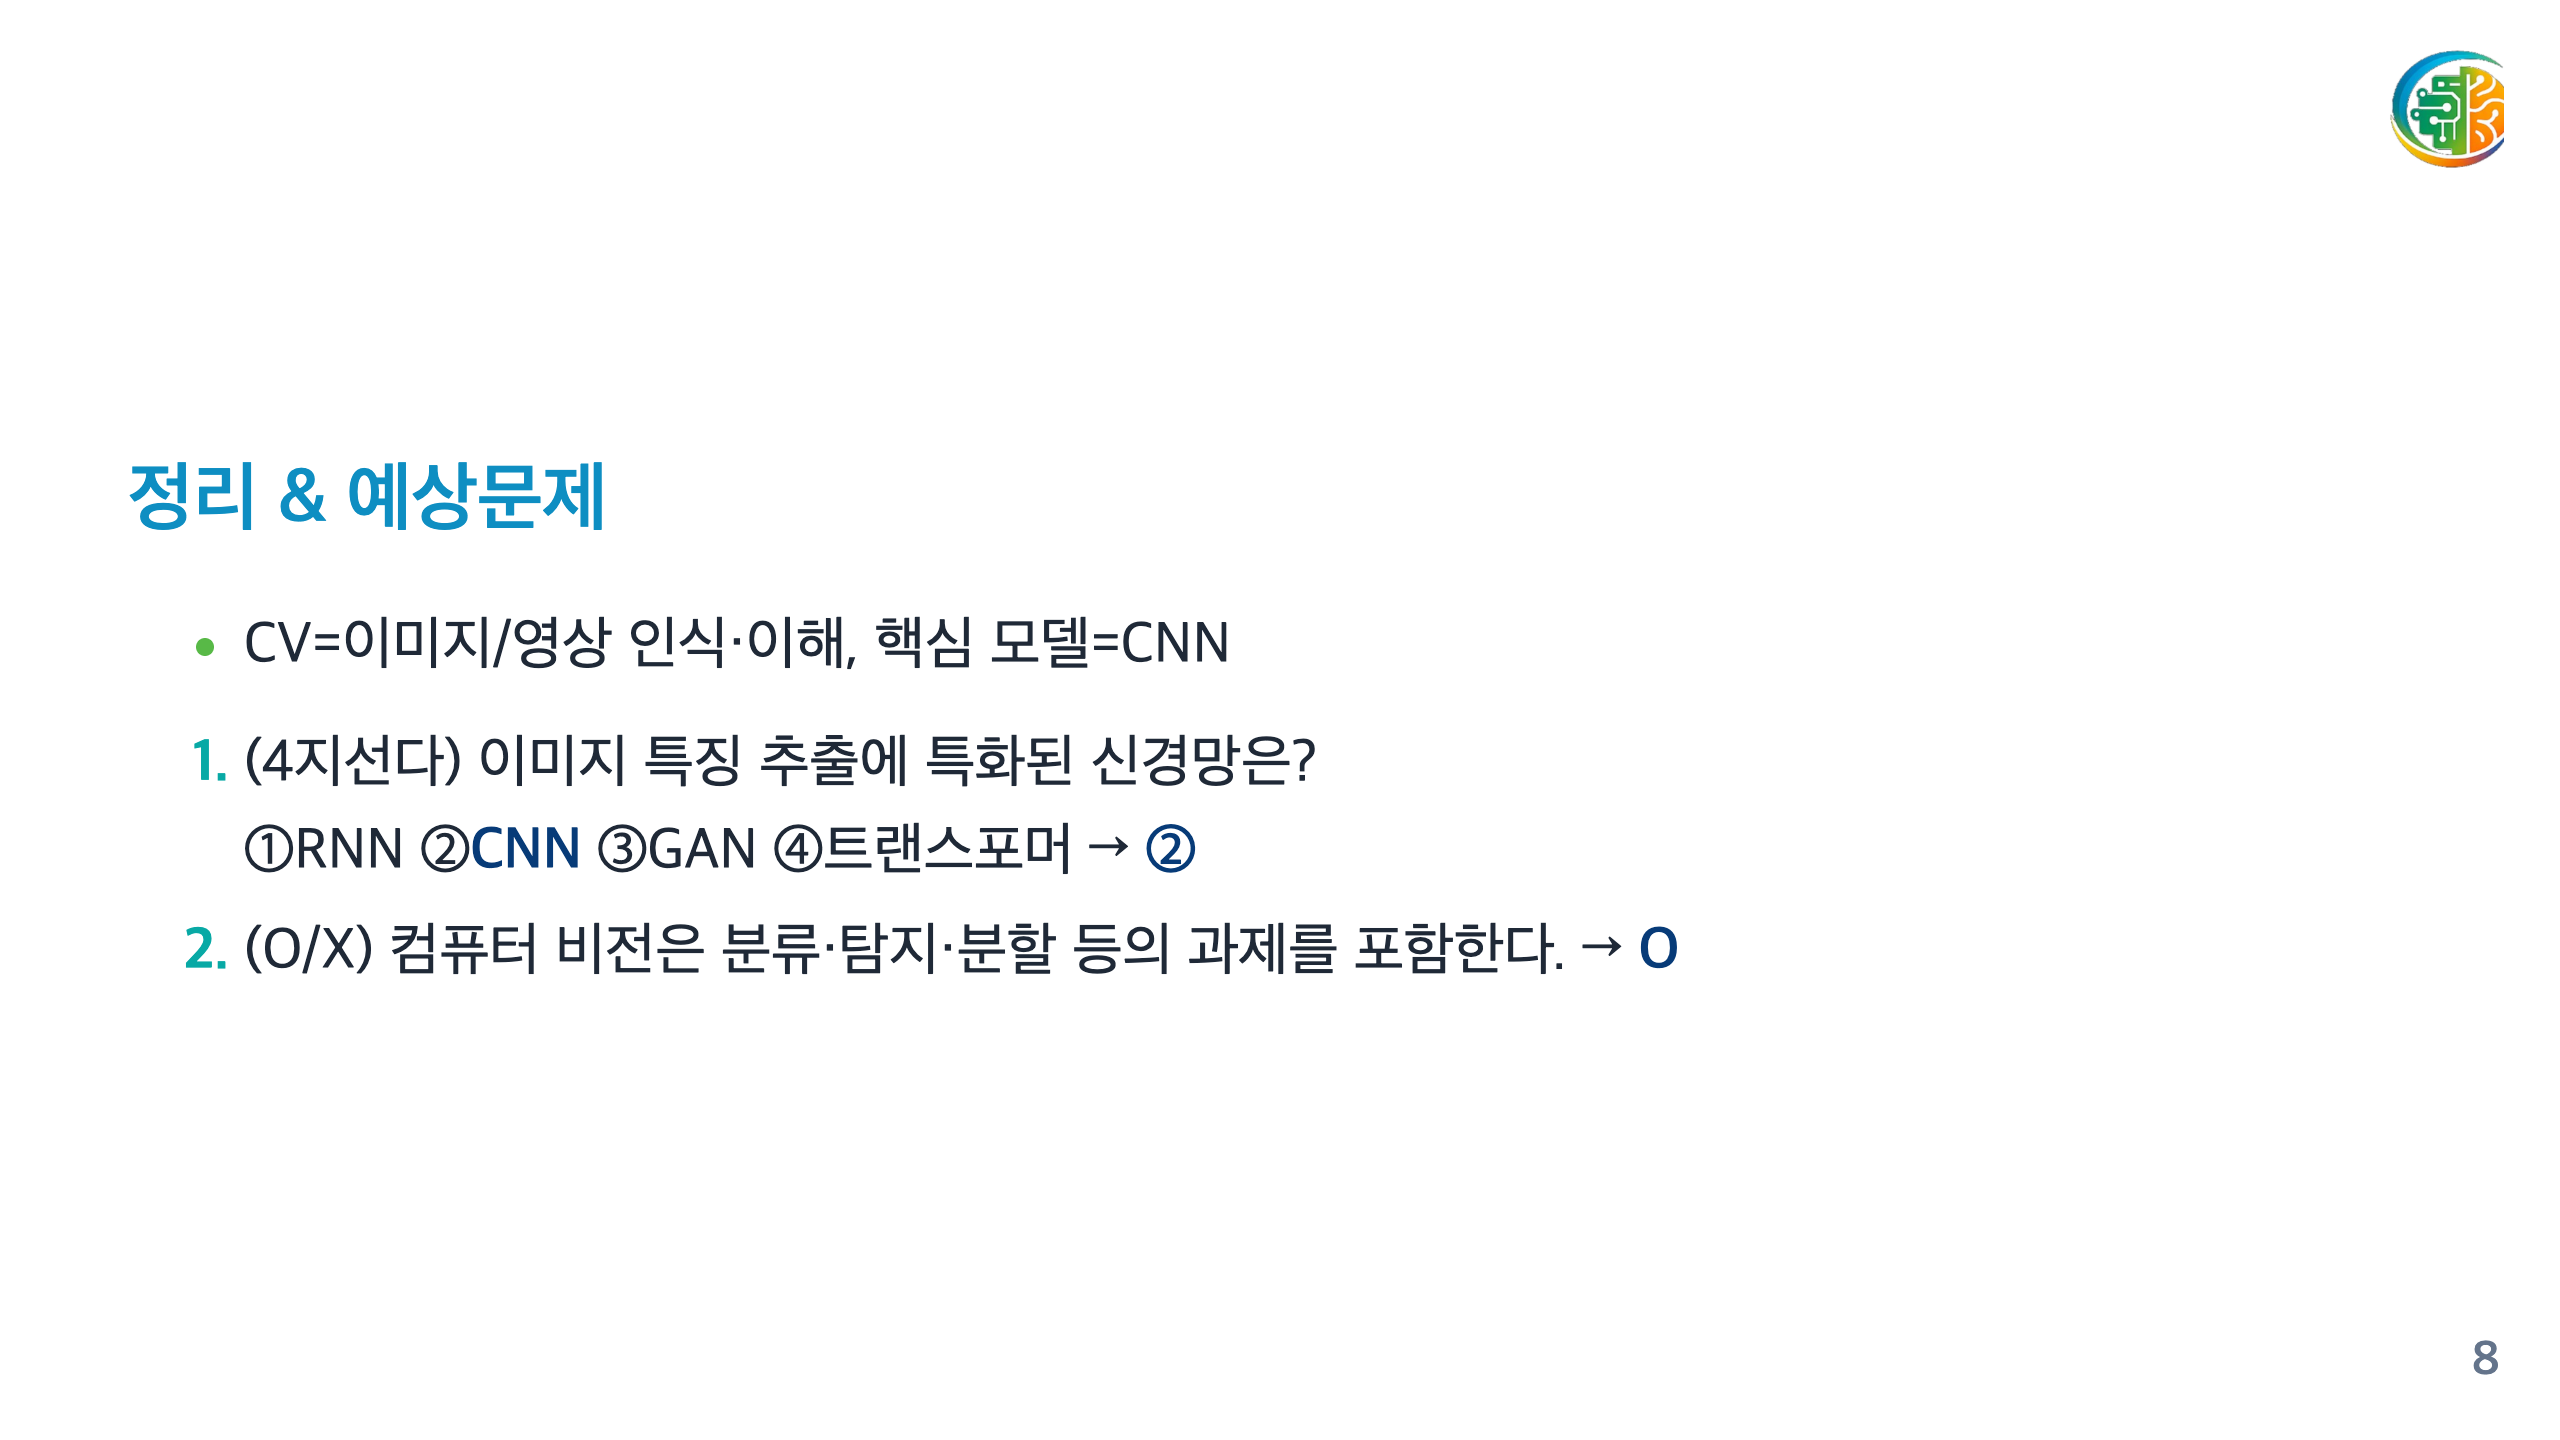 정리 & 예상문제
• CV=이미지/영상 인식·이해, 핵심 모델=CNN
1. (4지선다) 이미지 특징 추출에 특화된 신경망은?
①RNN ②CNN ③GAN ④트랜스포머 → ②
2. (O/X) 컴퓨터 비전은 분류·탐지·분할 등의 과제를 포함한다. → O
8